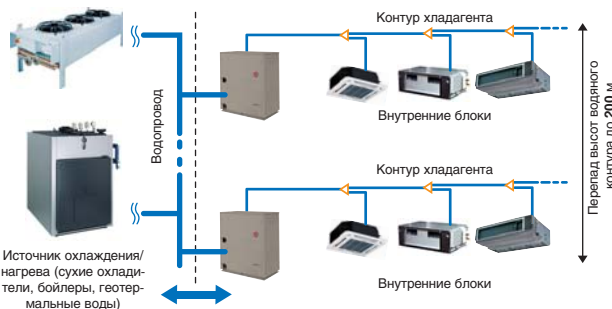 Контур хладагента
Внутренние блоки
Водопровод
Перепад высот водяного
контура до 200 м
Контур хладагента
Внутренние блоки
Источник охлаждения/
нагрева (сухие охлади-
тели, бойлеры, геотер-
мальные воды)